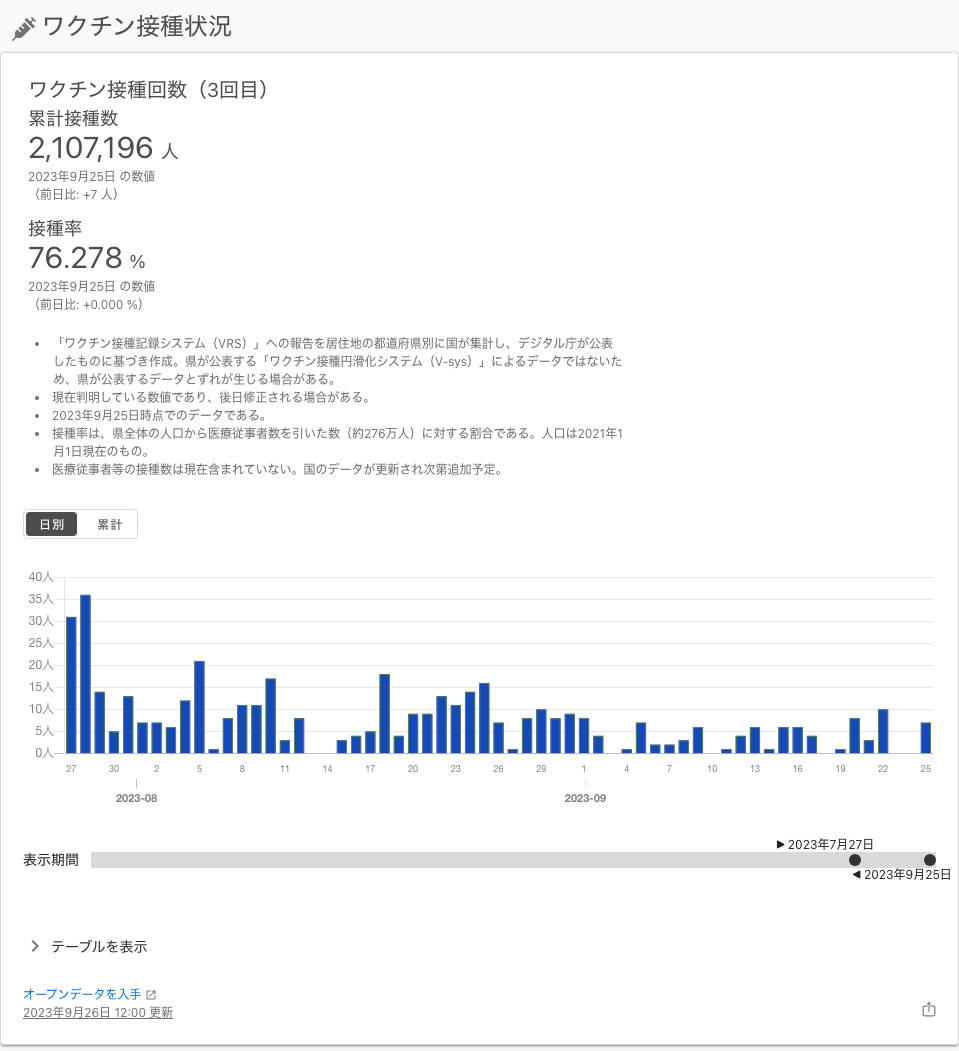 ワクチン接種状況
ワクチン接種回数（3回目）
累計接種数
2,107,196 人
2023年9月25日 の数値
（前日比: +7 人）
接種率
76.278 %
2023年9月25日 の数値
（前日比: +0.000 %）
• 「ワクチン接種記録システム（VRS）」への報告を居住地の都道府県別に国が集計し、デジタル庁が公表
したものに基づき作成。県が公表する「ワクチン接種円滑化システム（V-sys）」によるデータではないた
め、県が公表するデータとずれが生じる場合がある。
• 現在判明している数値であり、後日修正される場合がある。
• 2023年9月25日時点でのデータである。
• 接種率は、県全体の人口から医療従事者数を引いた数（約276万人）に対する割合である。人口は2021年1
月1日現在のもの。
• 医療従事者等の接種数は現在含まれていない。国のデータが更新され次第追加予定。
日別 累計
40人
35人
30人
25人
20人
15人
10人
5人
0人
27 30 2 5 8 11 14 17 20 23 26 29 1 4 7 10 13 16 19 22 25
2023-08 2023-09
▶ 2023年7月27日
表示期間
◀ 2023年9月25日
テーブルを表示
オープンデータを入手
2023年9月26日 12:00 更新